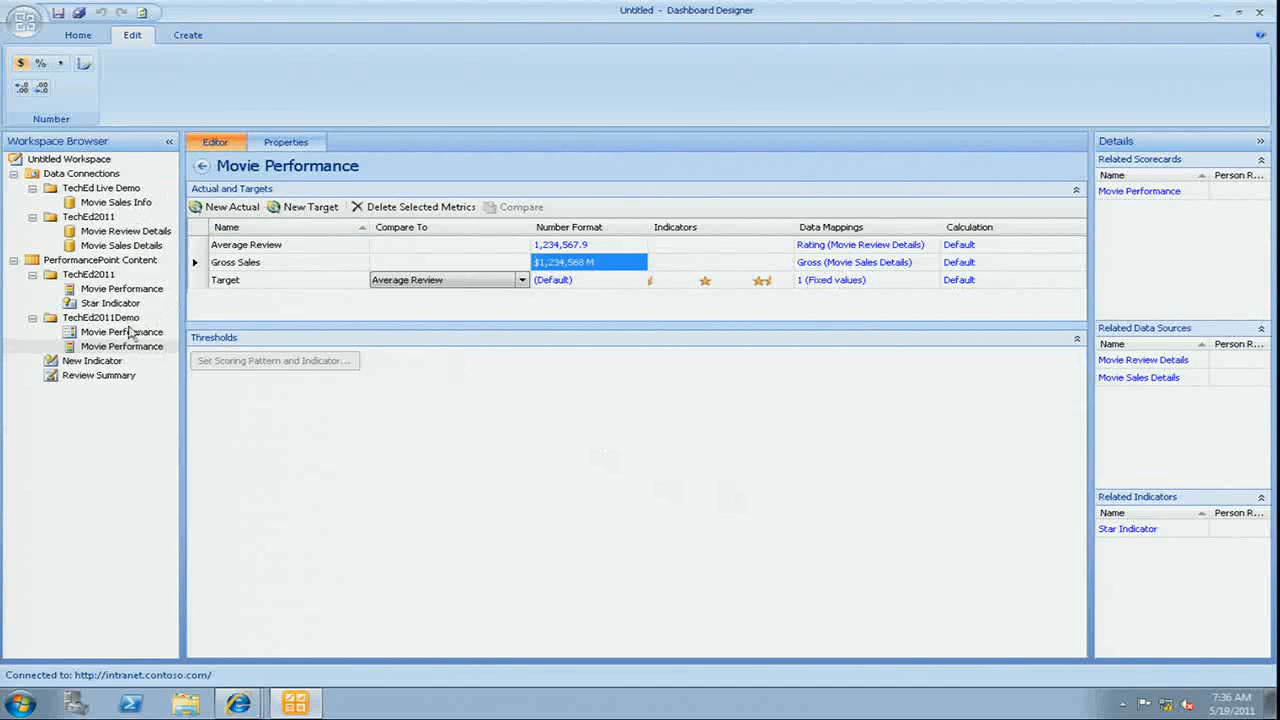 Untitled - Dashboard Designer
Home Edit Create
$ % 
Number
Workspace Browser «
Untitled Workspace
Data Connections
TechEd Live Demo
Movie Sales Info
TechEd2011
Movie Review Details
Movie Sales Details
PerformancePoint Content
TechEd2011
Movie Performance
Star Indicator
TechEd2011Demo
Movie Performance
Movie Performance
New Indicator
Review Summary
Editor Properties
Movie Performance
Actual and Targets
New Actual New Target Delete Selected Metrics Compare
Name Compare To Number Format Indicators Data Mappings Calculation
Average Review 1,234,567.9 Rating (Movie Review Details) Default
Gross Sales $1,234,568 M Gross (Movie Sales Details) Default
Target Average Review (Default) 1 (Fixed values) Default
Thresholds
Set Scoring Pattern and Indicator...
Details »
Related Scorecards
Name Person R...
Movie Performance
Related Data Sources
Name Person R...
Movie Review Details
Movie Sales Details
Related Indicators
Name Person R...
Star Indicator
Connected to: http://intranet.contoso.com/
7:36 AM
5/19/2011